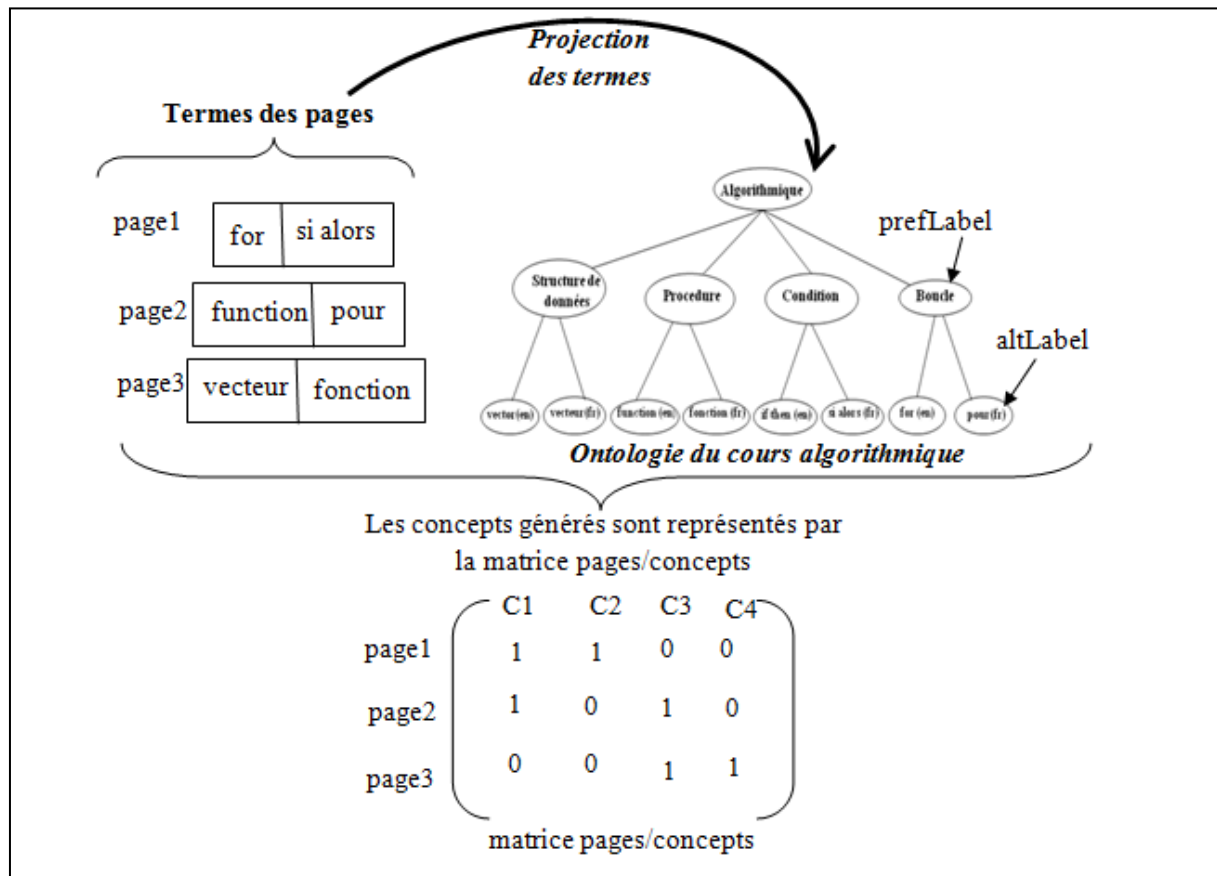 Projection
des termes
Termes des pages
page1
for
si alors
page2
function
pour
page3
vecteur
fonction
Algorithmique
prefLabel
Structure de
données
Procedure
Condition
Boucle
altLabel
vector (en)
vecteur (fr)
function (en)
fonction (fr)
if then (en)
si alors (fr)
for (en)
pour (fr)
Ontologie du cours algorithmique
Les concepts générés sont représentés par
la matrice pages/concepts
C1 C2 C3 C4
page1 1 1 0 0
page2 1 0 1 0
page3 0 0 1 1
matrice pages/concepts